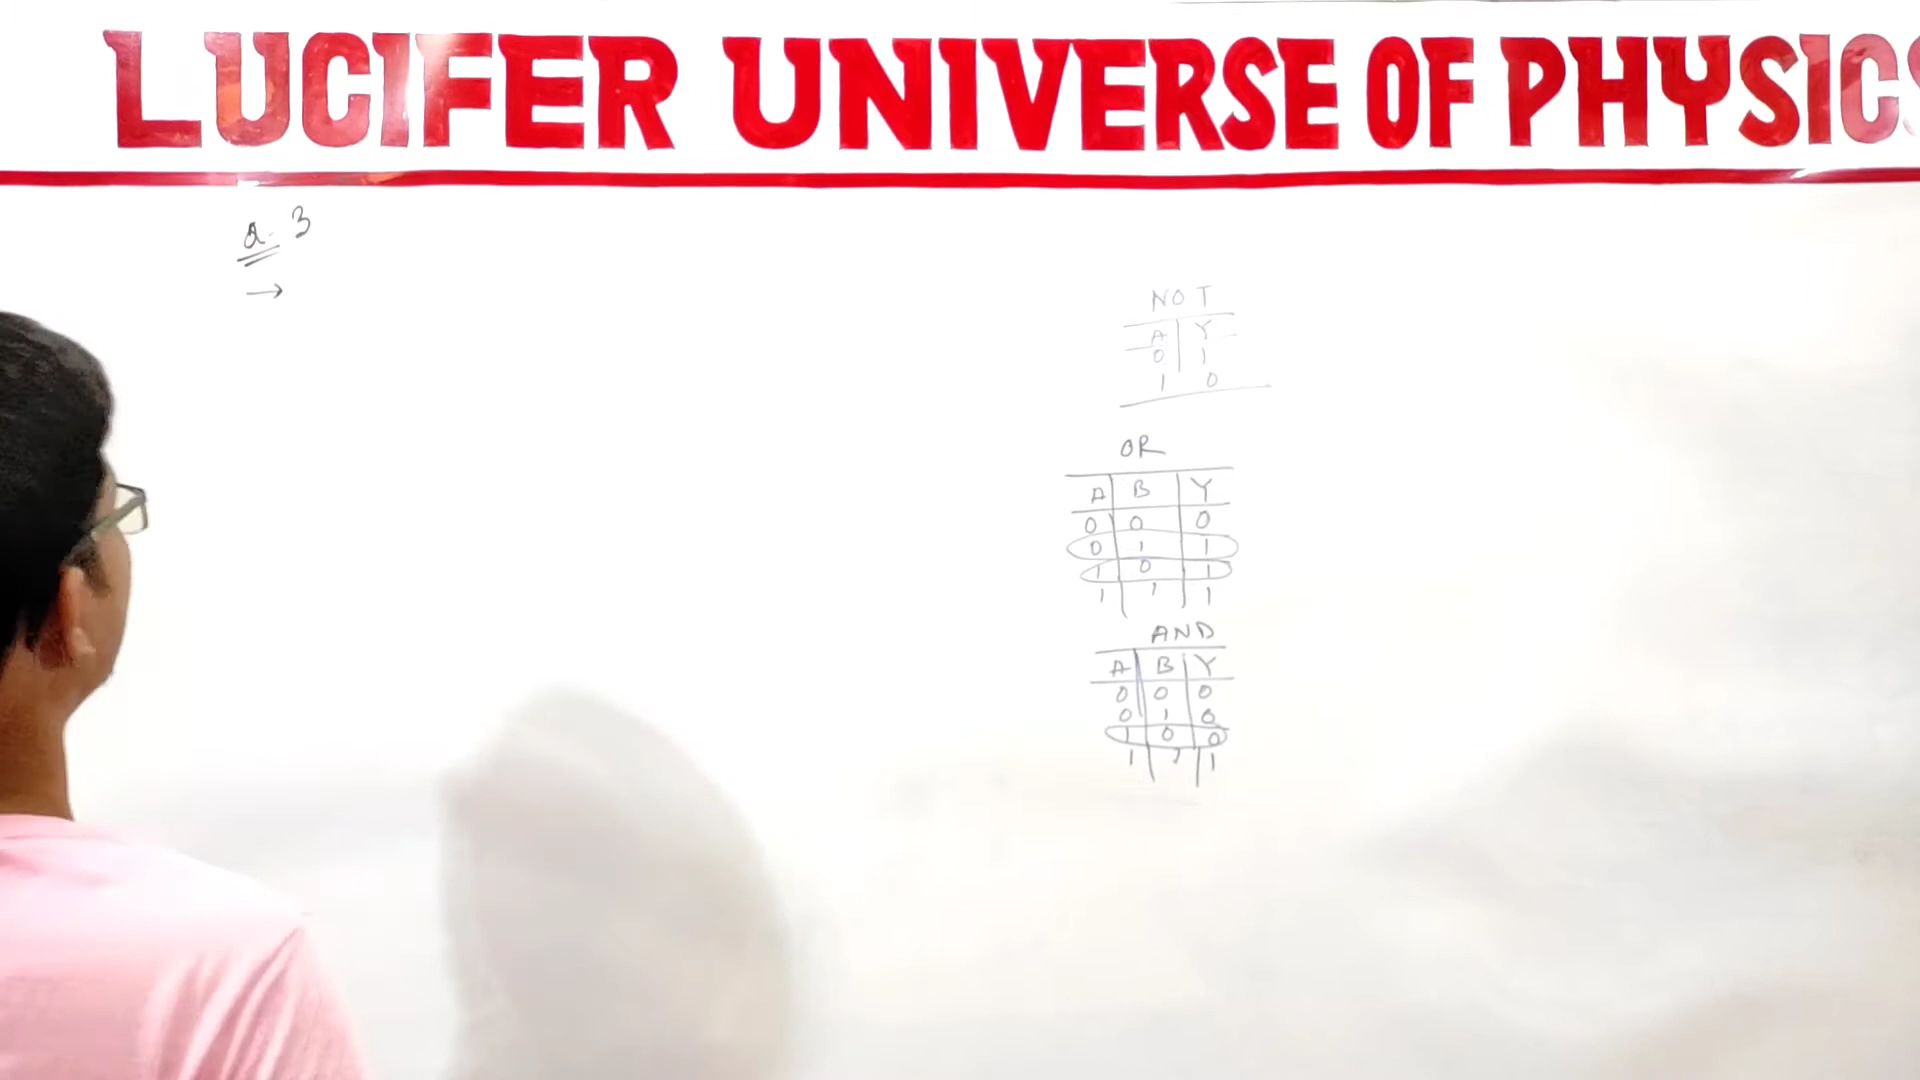 LUCIFER UNIVERSE OF PHYSICS
Q. 3
→
NOT
A Y
0 1
1 0
OR
A B Y
0 0 0
0 1 1
1 0 1
1 1 1
AND
A B Y
0 0 0
0 1 0
1 0 0
1 1 1